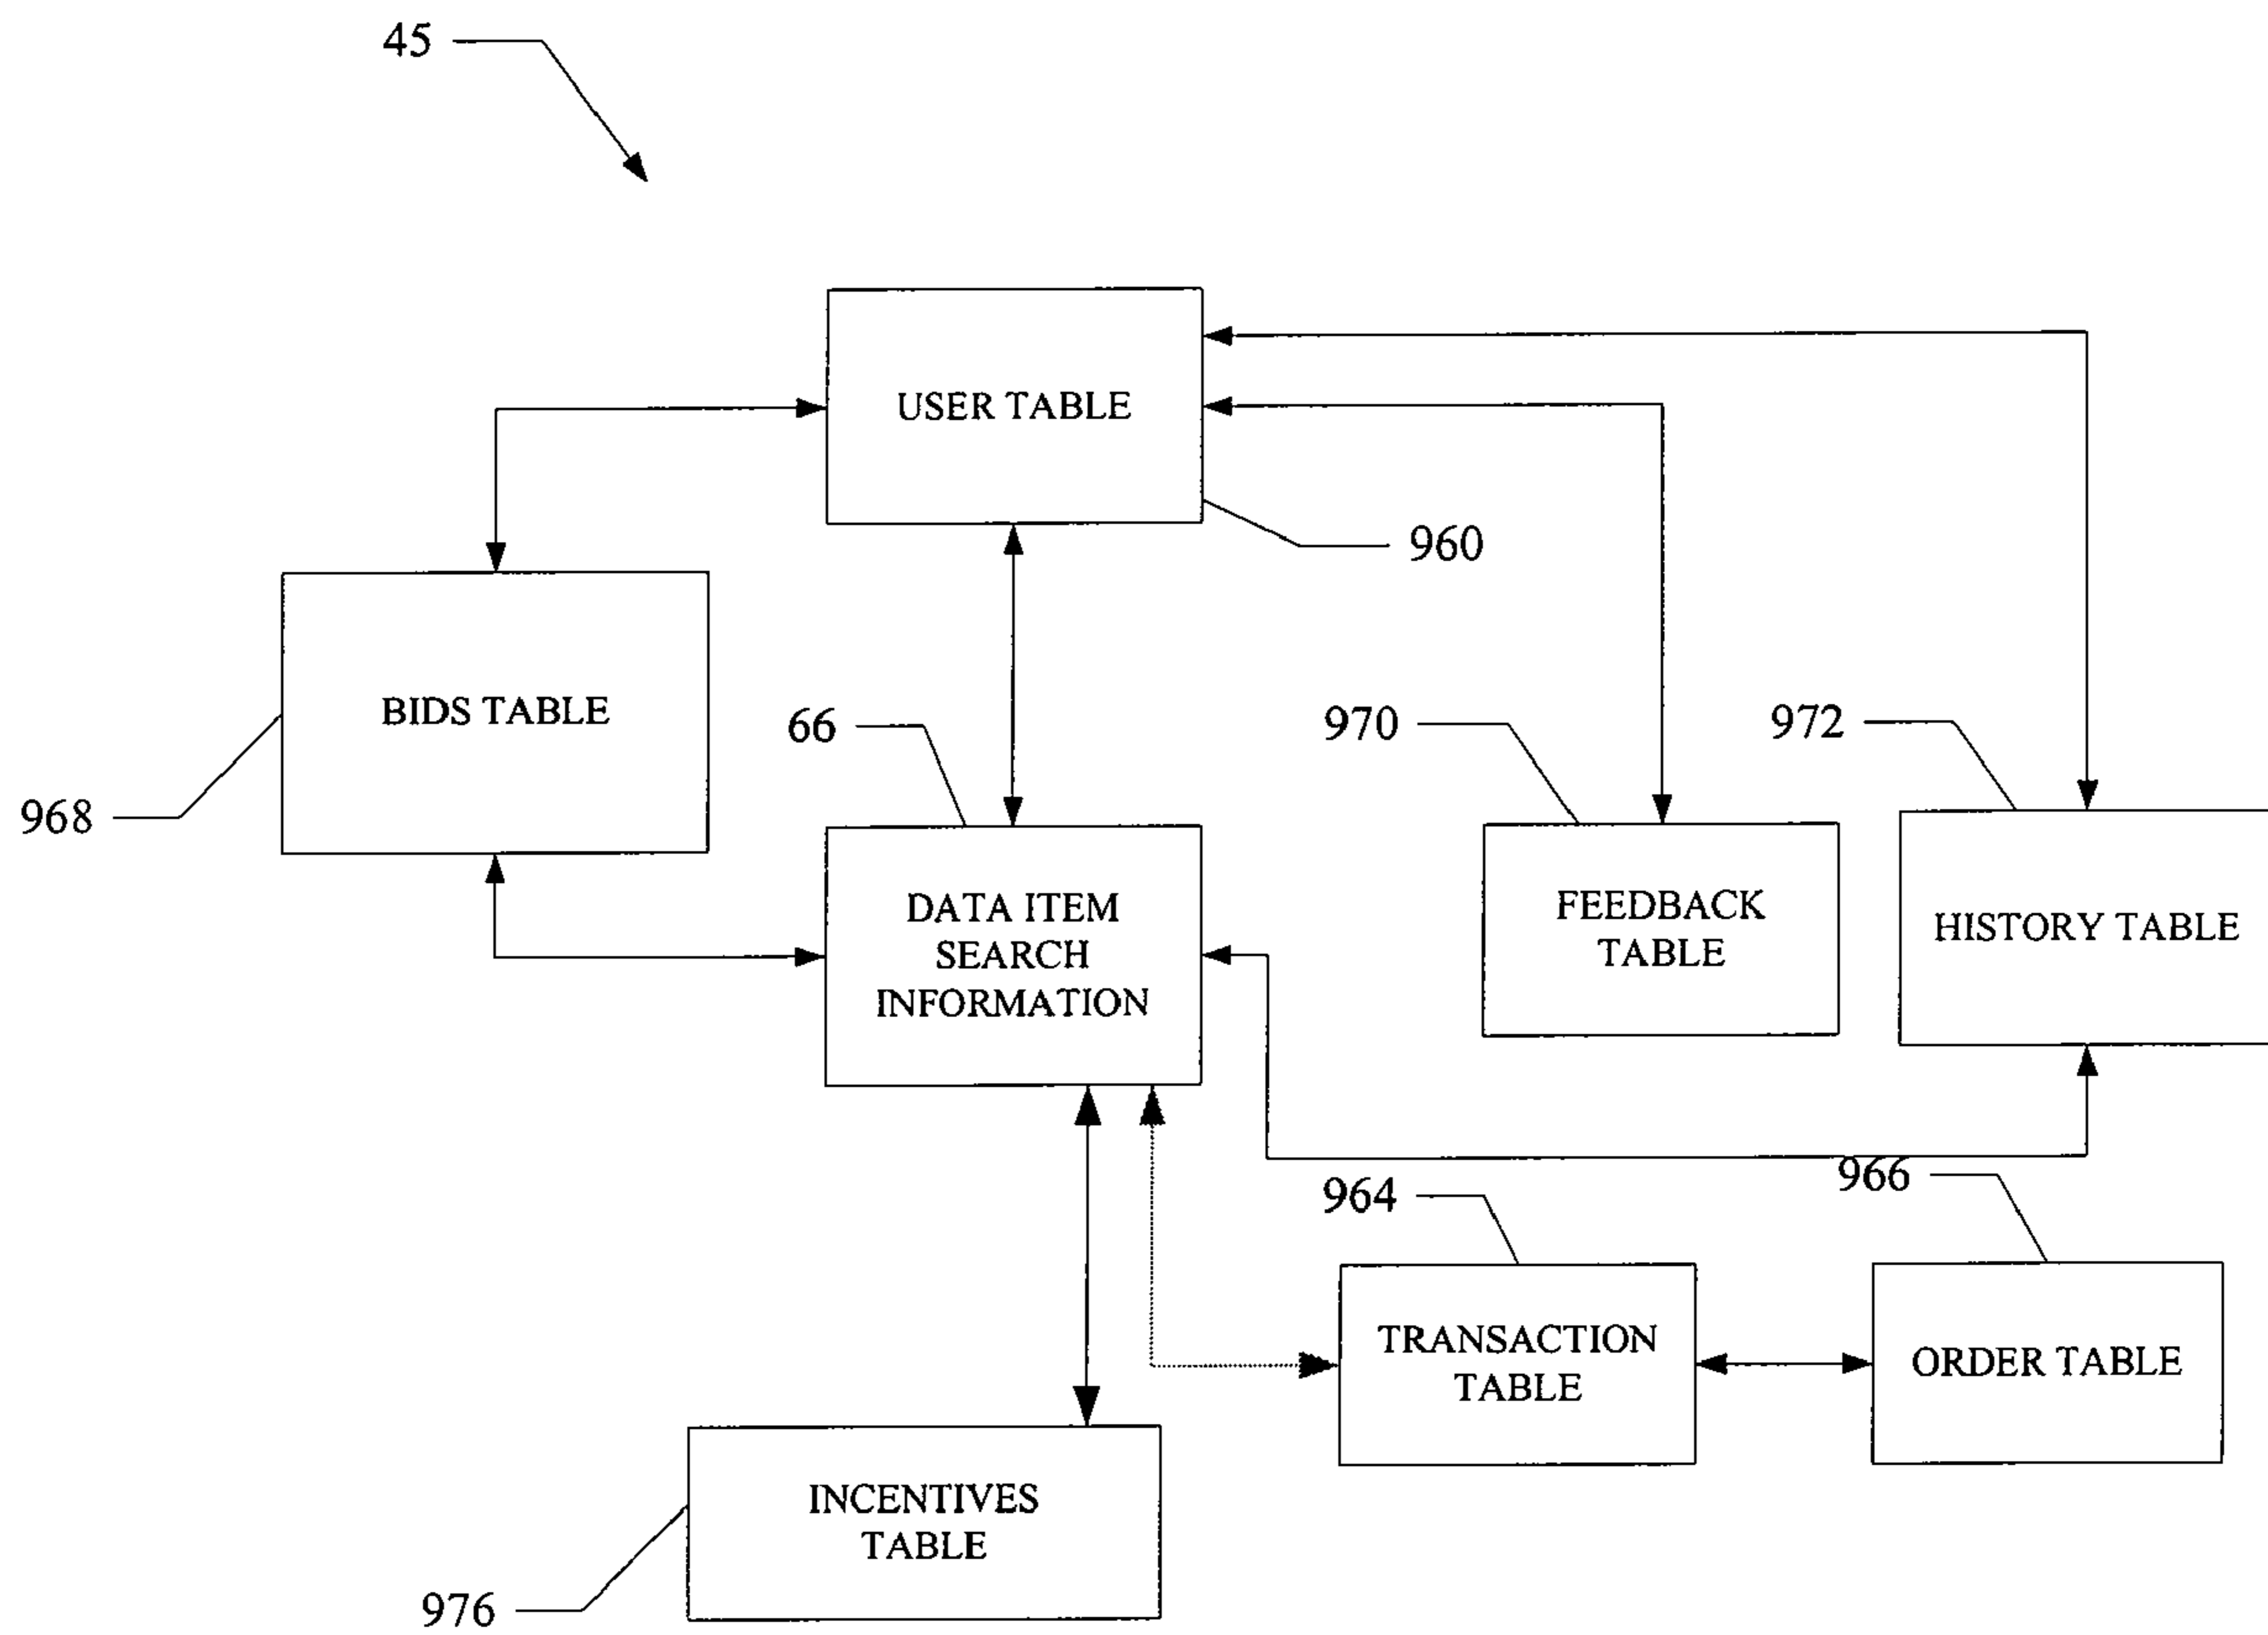 45
USER TABLE
960
BIDS TABLE
968
66
970
972
DATA ITEM
SEARCH
INFORMATION
FEEDBACK
TABLE
HISTORY TABLE
964
966
TRANSACTION
TABLE
ORDER TABLE
INCENTIVES
TABLE
976